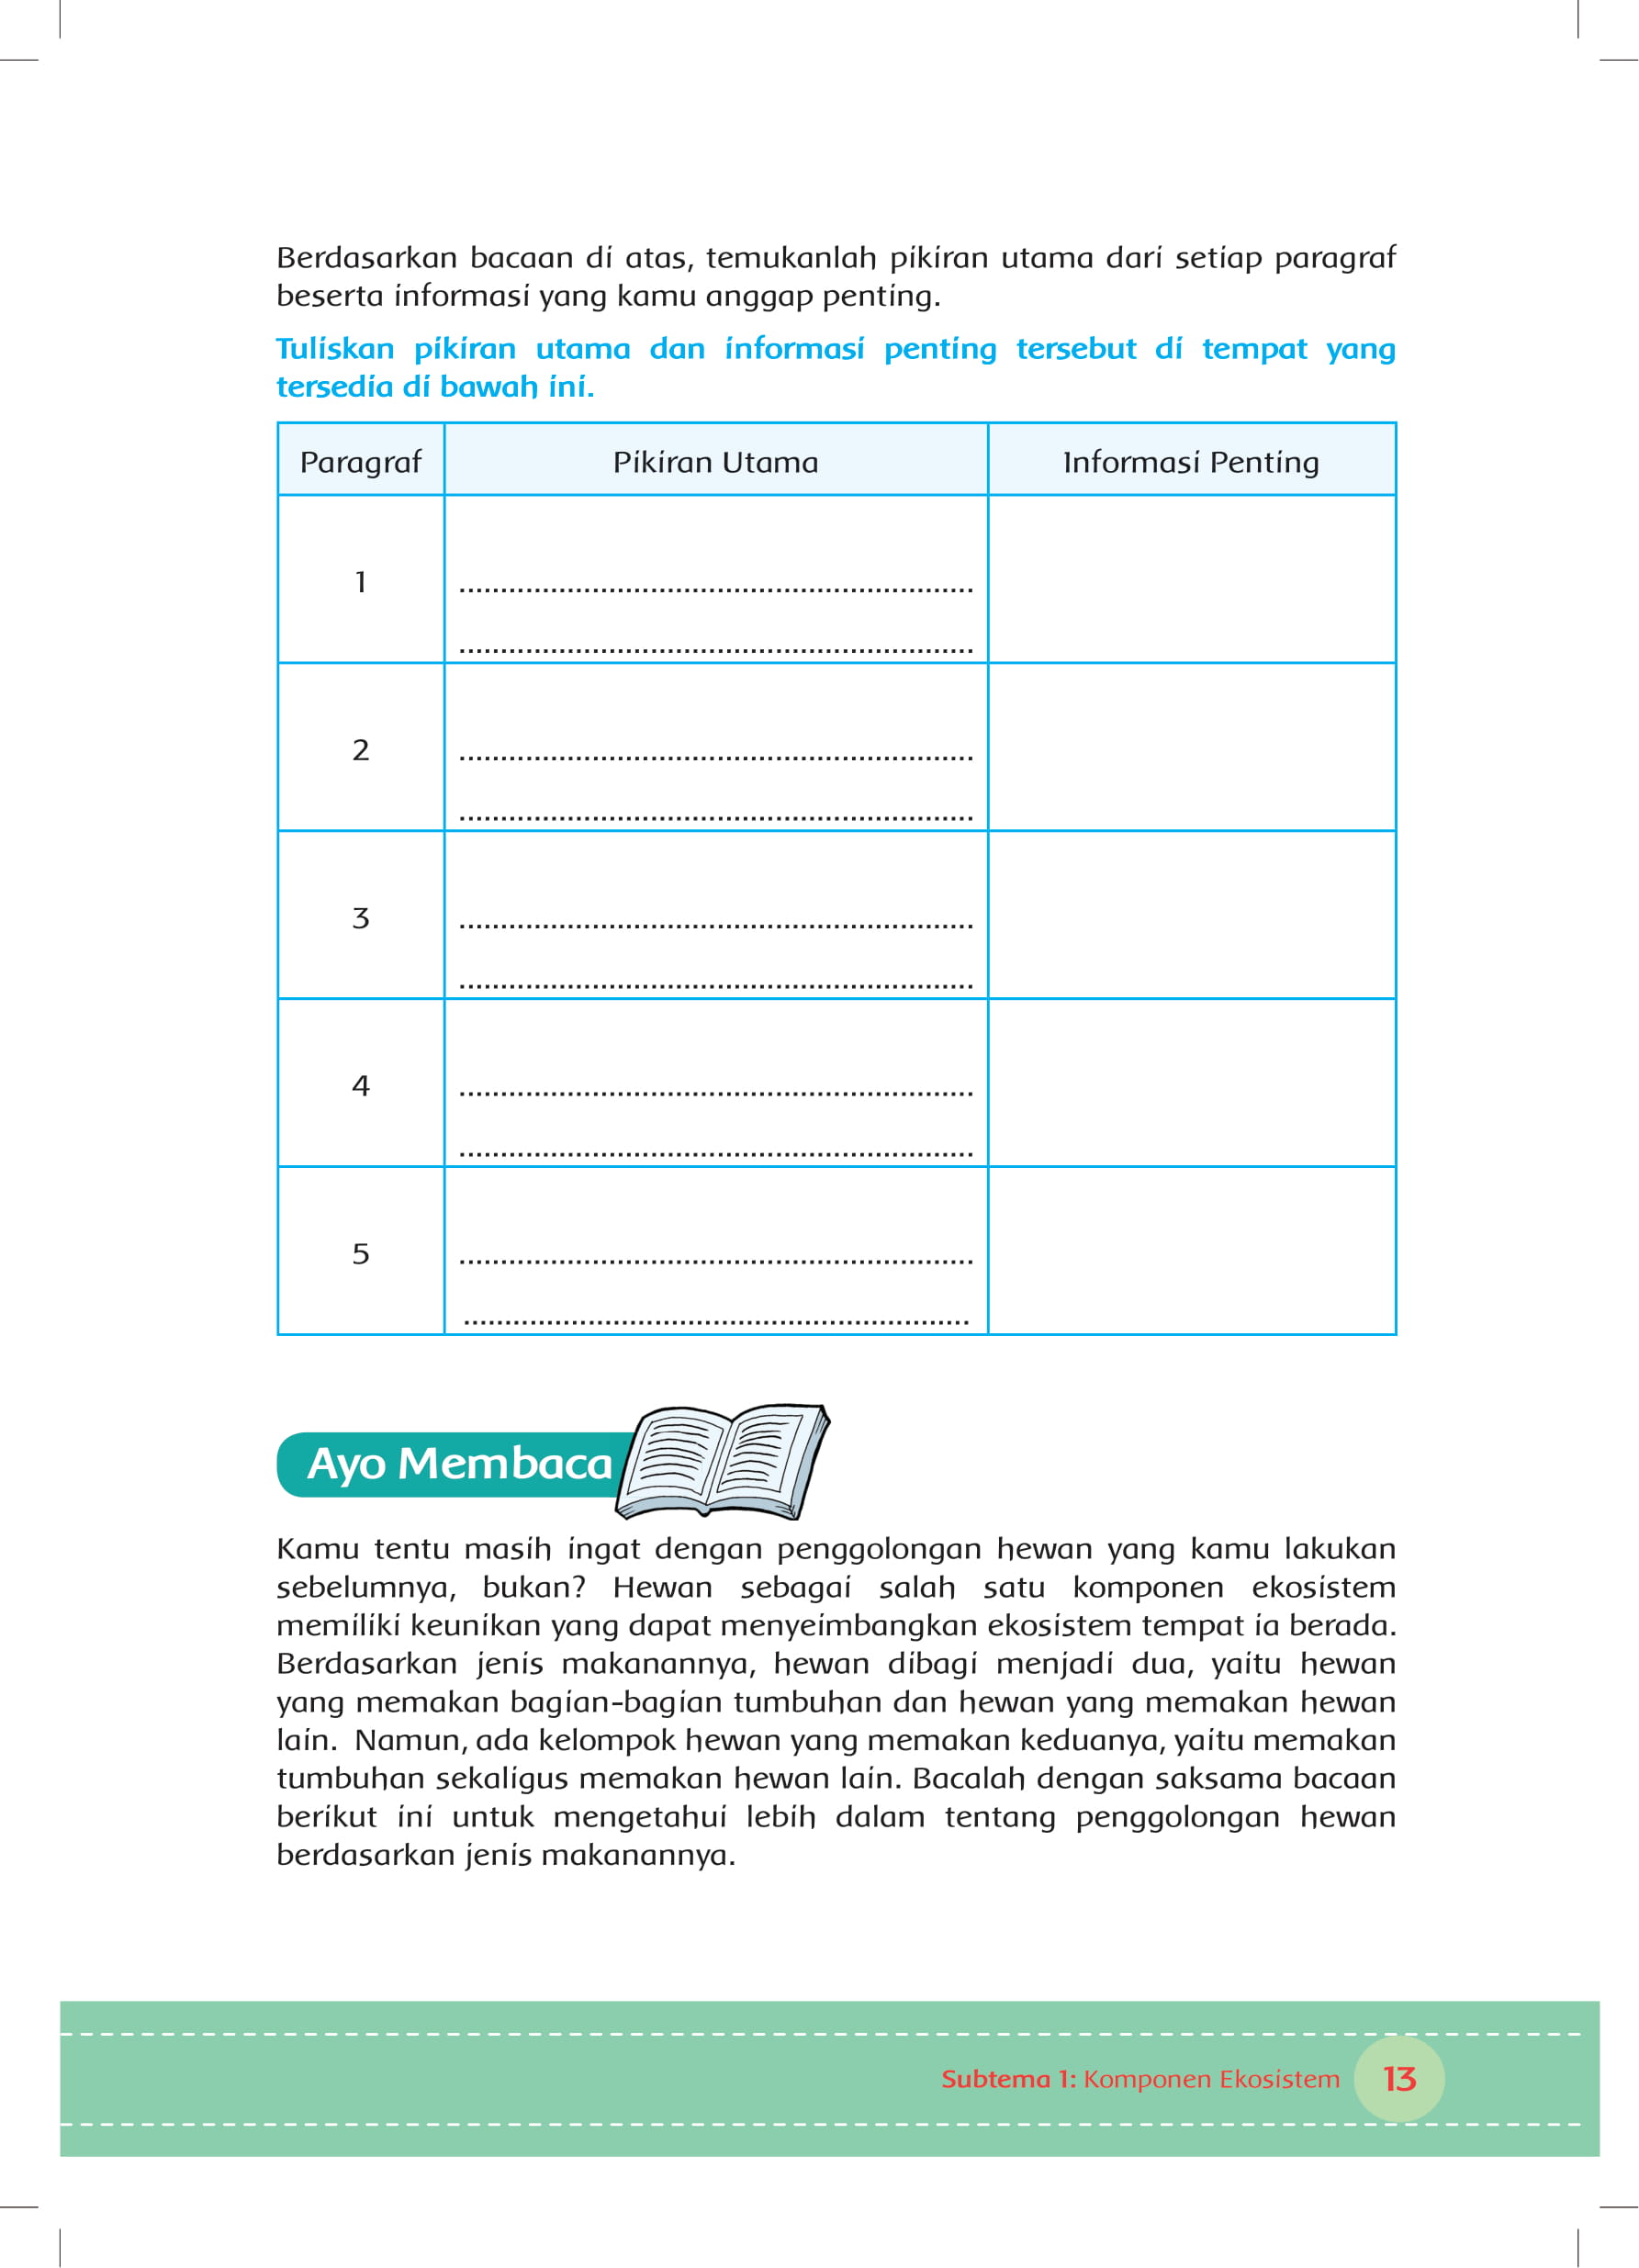 Berdasarkan bacaan di atas, temukanlah pikiran utama dari setiap paragraf
beserta informasi yang kamu anggap penting.
Tuliskan pikiran utama dan informasi penting tersebut di tempat yang
tersedia di bawah ini.
Paragraf Pikiran Utama Informasi Penting
1 ..............................................................
..............................................................
2 ..............................................................
..............................................................
3 ..............................................................
..............................................................
4 ..............................................................
..............................................................
5 ..............................................................
.............................................................
Ayo Membaca
Kamu tentu masih ingat dengan penggolongan hewan yang kamu lakukan
sebelumnya, bukan? Hewan sebagai salah satu komponen ekosistem
memiliki keunikan yang dapat menyeimbangkan ekosistem tempat ia berada.
Berdasarkan jenis makanannya, hewan dibagi menjadi dua, yaitu hewan
yang memakan bagian-bagian tumbuhan dan hewan yang memakan hewan
lain. Namun, ada kelompok hewan yang memakan keduanya, yaitu memakan
tumbuhan sekaligus memakan hewan lain. Bacalah dengan saksama bacaan
berikut ini untuk mengetahui lebih dalam tentang penggolongan hewan
berdasarkan jenis makanannya.
Subtema 1: Komponen Ekosistem 13